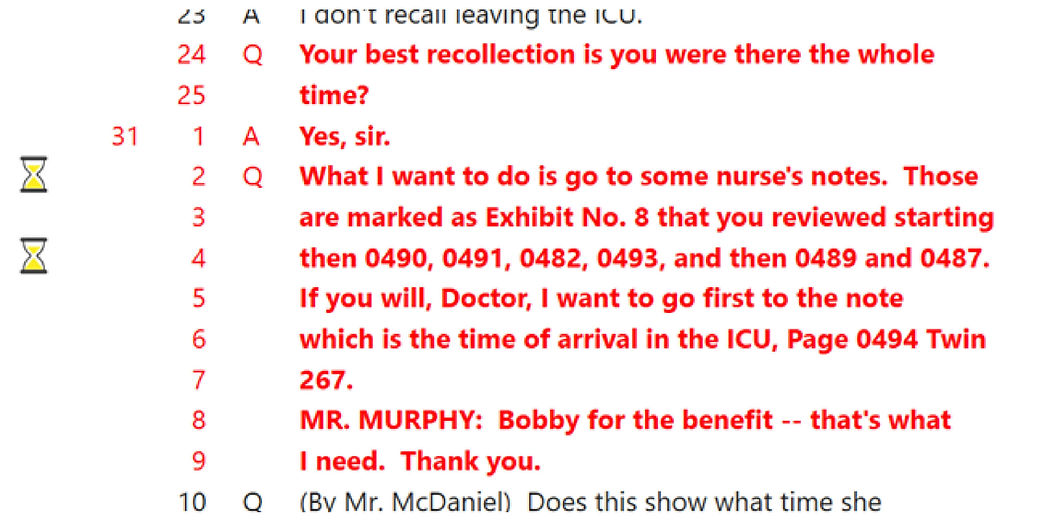 23 A I don't recall leaving the ICU.
24 Q Your best recollection is you were there the whole
25 time?
31 1 A Yes, sir.
2 Q What I want to do is go to some nurse's notes. Those
3 are marked as Exhibit No. 8 that you reviewed starting
4 then 0490, 0491, 0482, 0493, and then 0489 and 0487.
5 If you will, Doctor, I want to go first to the note
6 which is the time of arrival in the ICU, Page 0494 Twin
7 267.
8 MR. MURPHY: Bobby for the benefit -- that's what
9 I need. Thank you.
10 Q (By Mr. McDaniel) Does this show what time she